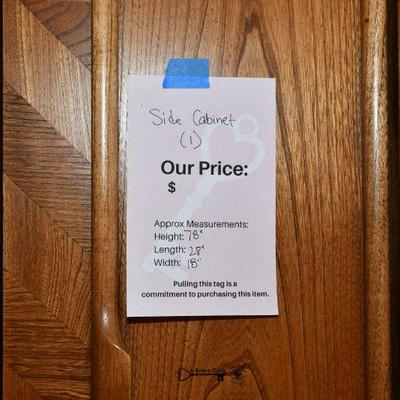 Side Cabinet
(1)
Our Price:
$
Approx Measurements:
Height: 78"
Length: 28"
Width: 18"
Pulling this tag is a
commitment to purchasing this item.